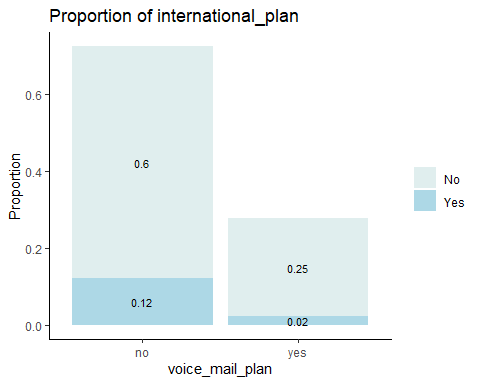 Proportion of international_plan
Proportion
0.6
0.4
0.2
0.0
0.6
0.12
0.25
0.02
no
yes
voice_mail_plan
No
Yes